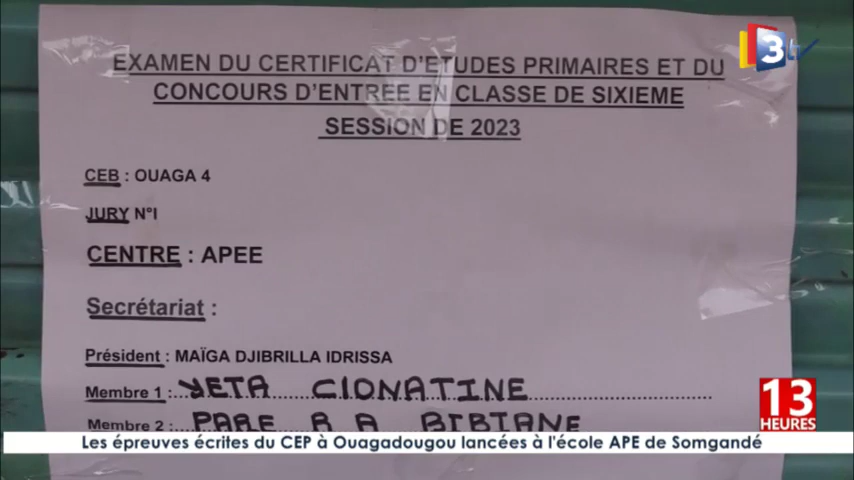 EXAMEN DU CERTIFICAT D'ETUDES PRIMAIRES ET DU
CONCOURS D'ENTREE EN CLASSE DE SIXIEME
SESSION DE 2023
CEB : OUAGA 4
JURY N°I
CENTRE : APEE
Secrétariat :
Président : MAÏGA DJIBRILLA IDRISSA
Membre 1 : YETA CIONATINE
Membre 2 : PARE R A BIBIANE
3tv
13
HEURES
Les épreuves écrites du CEP à Ouagadougou lancées à l'école APE de Somgandé